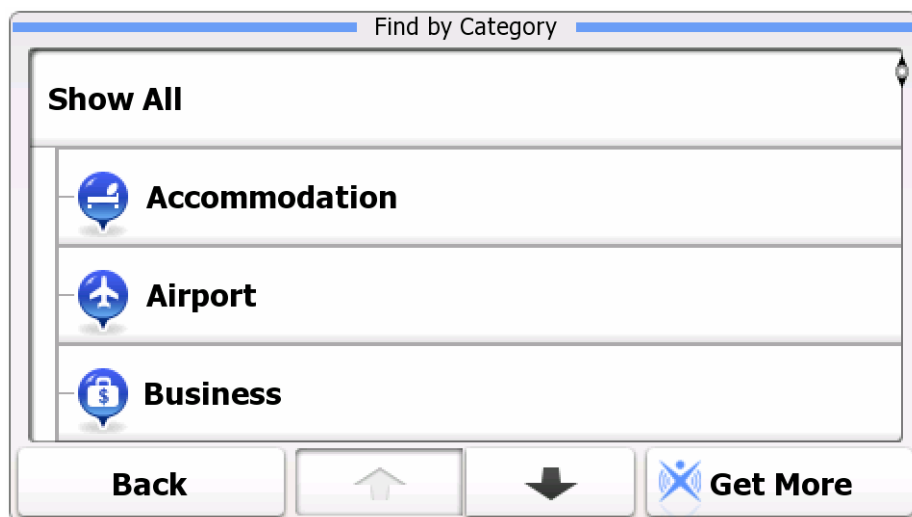 Find by Category
Show All
Accommodation
Airport
$ Business
Back
Get More